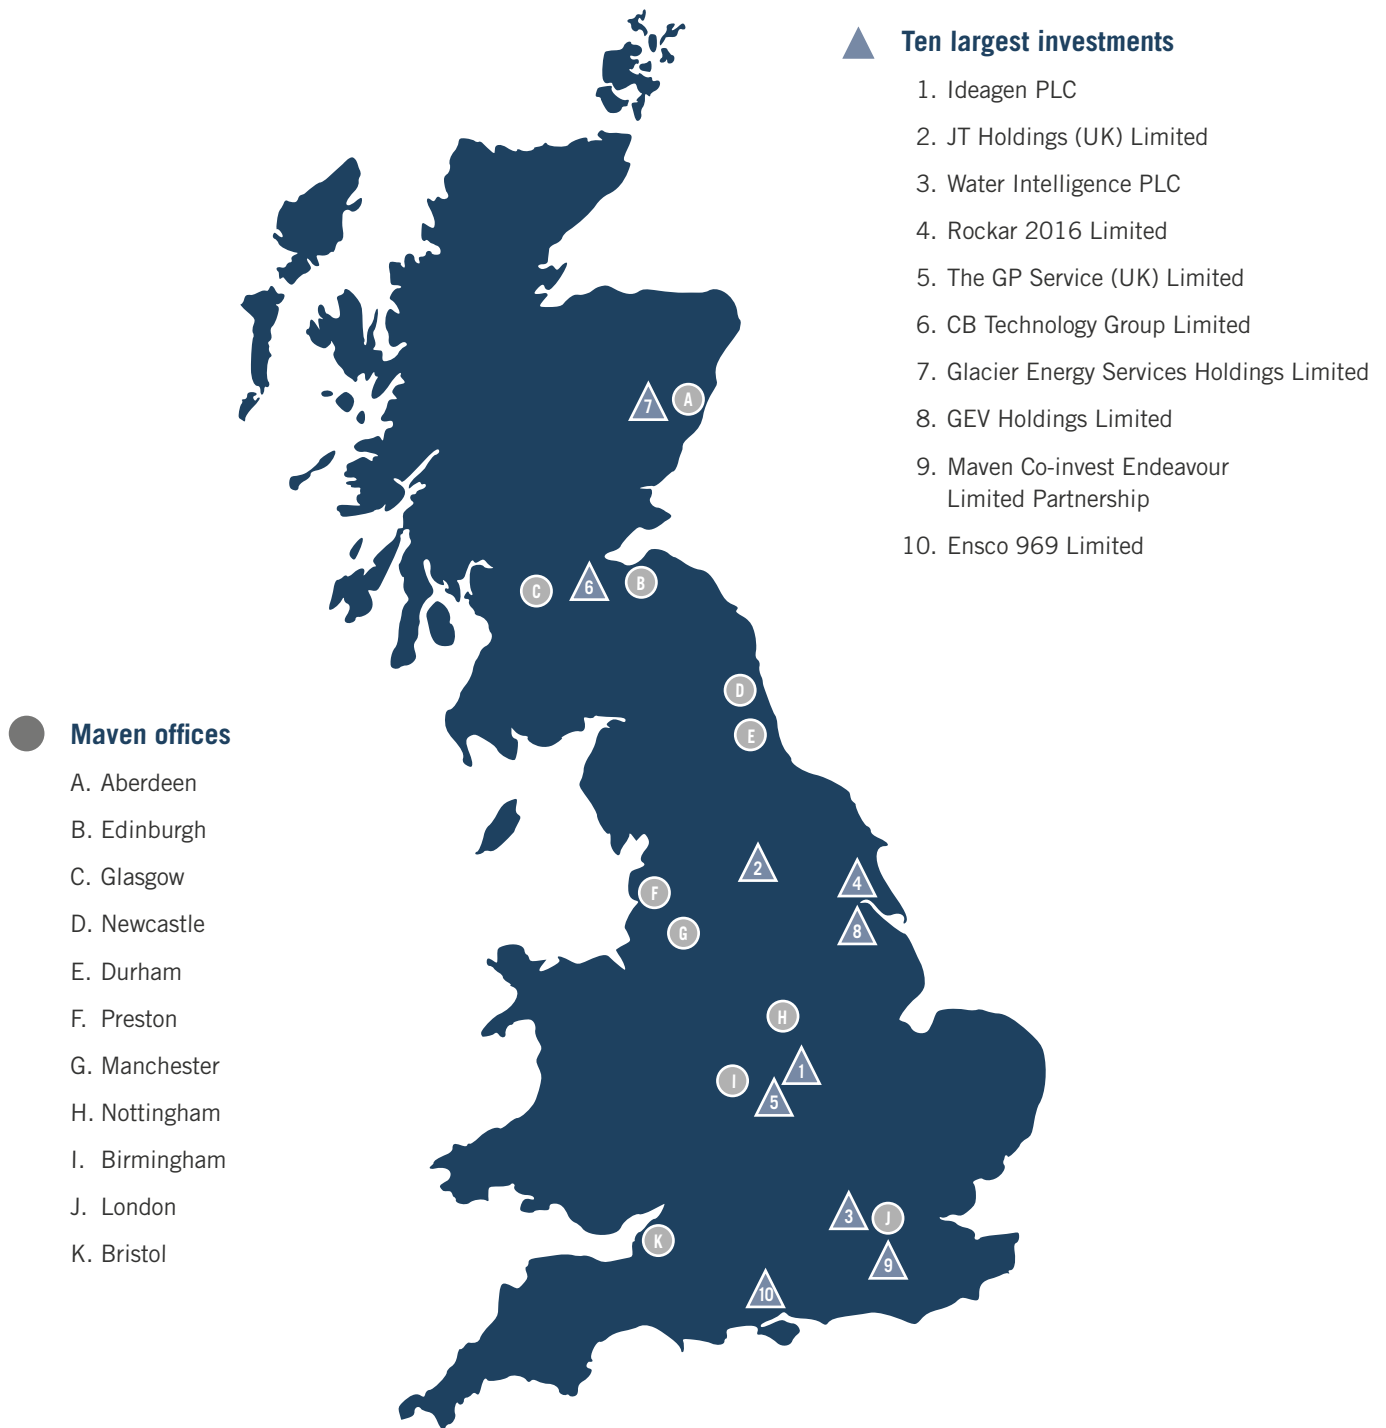 Ten largest investments
1. Ideagen PLC
2. JT Holdings (UK) Limited
3. Water Intelligence PLC
4. Rockar 2016 Limited
5. The GP Service (UK) Limited
6. CB Technology Group Limited
7. Glacier Energy Services Holdings Limited
8. GEV Holdings Limited
9. Maven Co-invest Endeavour
Limited Partnership
10. Ensco 969 Limited
Maven offices
A. Aberdeen
B. Edinburgh
C. Glasgow
D. Newcastle
E. Durham
F. Preston
G. Manchester
H. Nottingham
I. Birmingham
J. London
K. Bristol
7 A
C 6 B
D
E
2
4
F
8
G
H
1
I
5
3 J
K
9
10